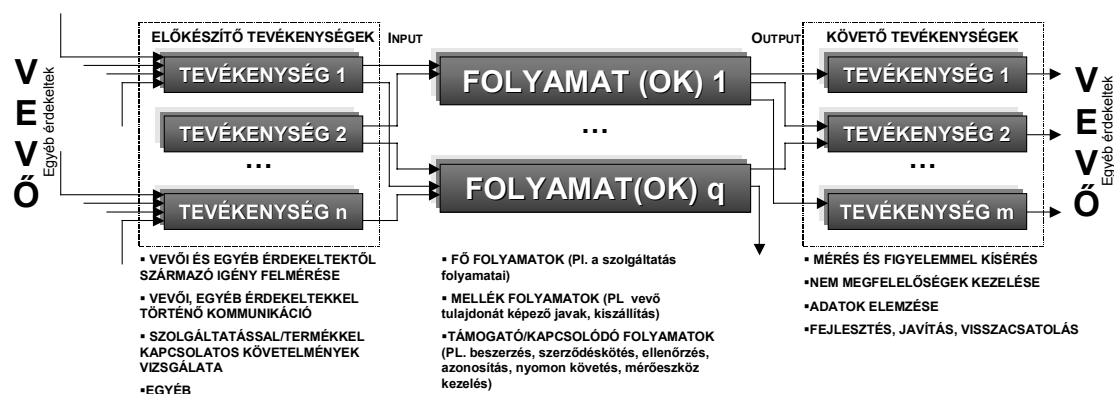 VEVŐ
Egyéb érdekeltek
ELŐKÉSZÍTŐ TEVÉKENYSÉGEK
TEVÉKENYSÉG 1
TEVÉKENYSÉG 2
...
TEVÉKENYSÉG n
▪ VEVŐI ÉS EGYÉB ÉRDEKELTEKTŐL
SZÁRMAZÓ IGÉNY FELMÉRÉSE
▪ VEVŐI, EGYÉB ÉRDEKELTEKKEL
TÖRTÉNŐ KOMMUNIKÁCIÓ
▪ SZOLGÁLTATÁSSAL/TERMÉKKEL
KAPCSOLATOS KÖVETELMÉNYEK
VIZSGÁLATA
▪EGYÉB
INPUT
FOLYAMAT (OK) 1
...
FOLYAMAT(OK) q
▪ FŐ FOLYAMATOK (Pl. a szolgáltatás
folyamatai)
▪ MELLÉK FOLYAMATOK (PL vevő
tulajdonát képező javak, kiszállítás)
▪TÁMOGATÓ/KAPCSOLÓDÓ FOLYAMATOK
(PL. beszerzés, szerződéskötés, ellenőrzés,
azonosítás, nyomon követés, mérőeszköz
kezelés)
OUTPUT
KÖVETŐ TEVÉKENYSÉGEK
TEVÉKENYSÉG 1
TEVÉKENYSÉG 2
...
TEVÉKENYSÉG m
▪ MÉRÉS ÉS FIGYELEMMEL KÍSÉRÉS
▪NEM MEGFELELŐSÉGEK KEZELÉSE
▪ADATOK ELEMZÉSE
▪FEJLESZTÉS, JAVÍTÁS, VISSZACSATOLÁS
VEVŐ
Egyéb érdekeltek